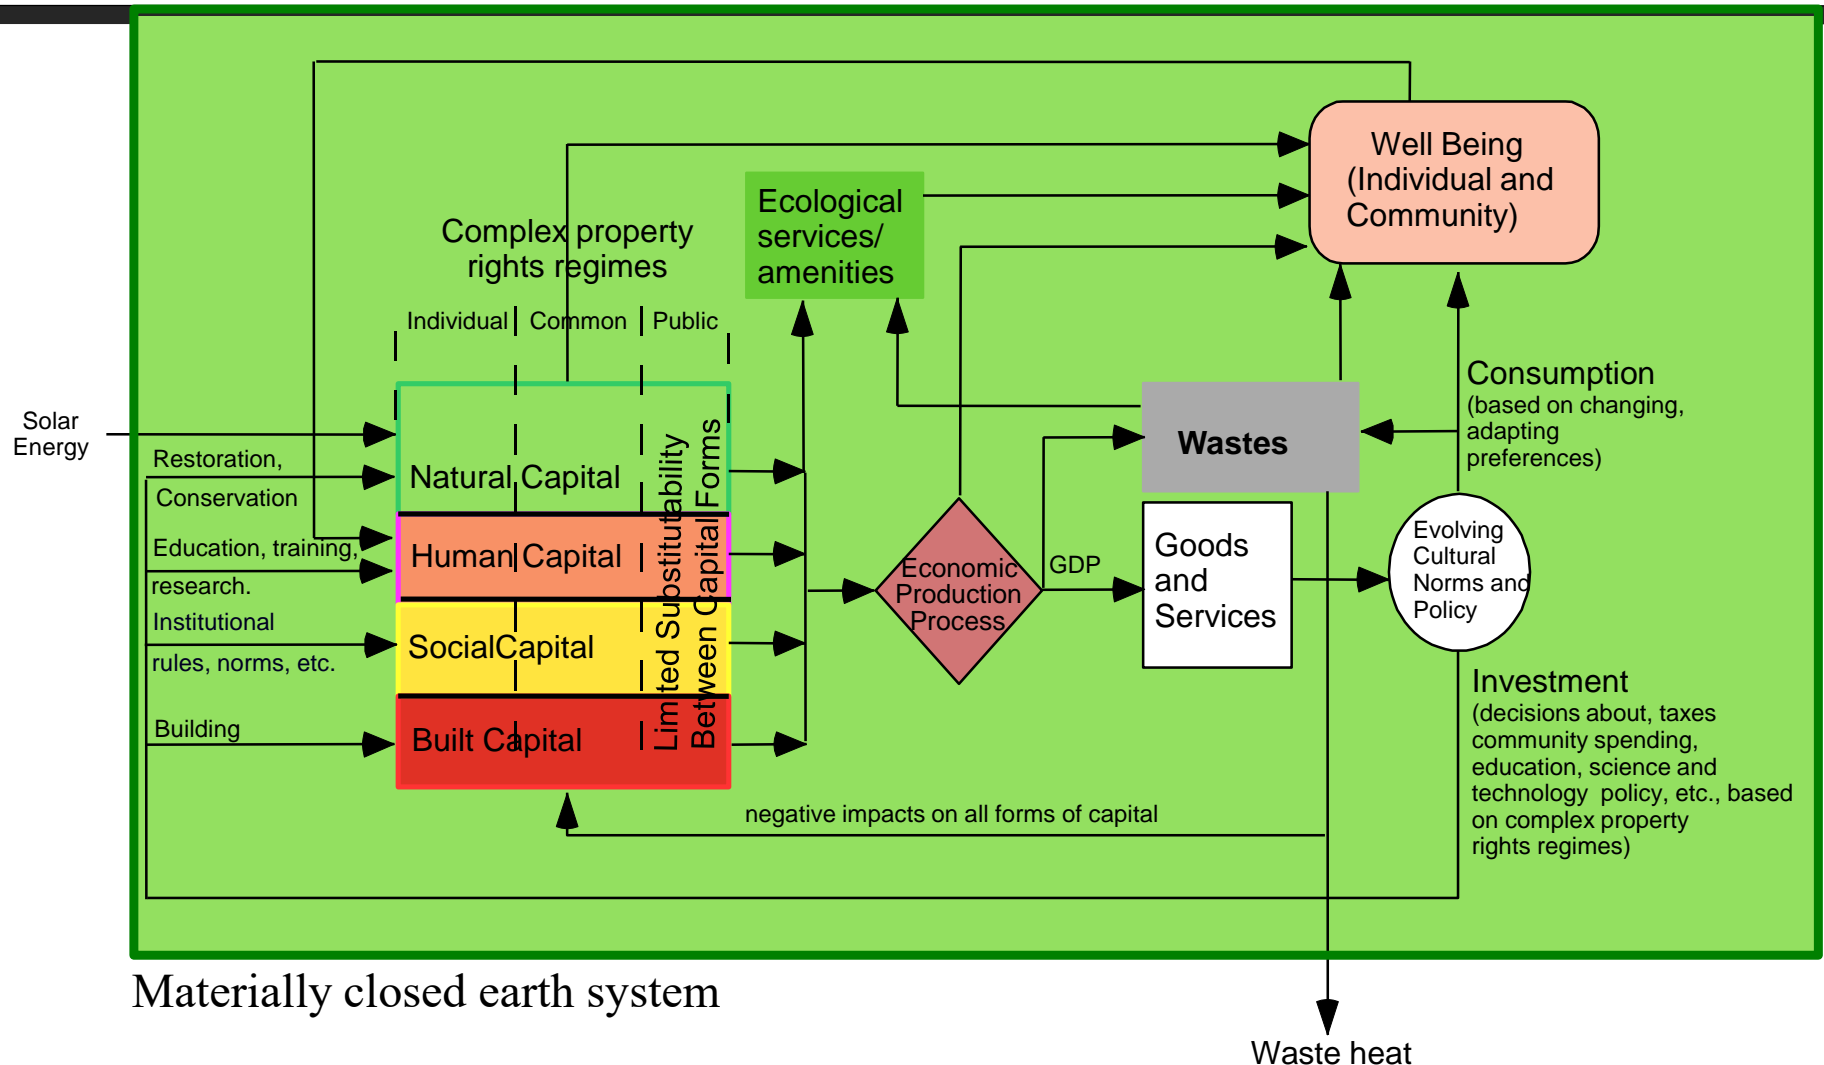 Well Being
(Individual and
Community)
Ecological
services/
amenities
Complex property
rights regimes
Individual
Common
Public
Solar
Energy
Restoration,
Conservation
Education, training,
research.
Institutional
rules, norms, etc.
Building
Natural Capital
Human Capital
SocialCapital
Built Capital
Limited Substitutability
Between Capital Forms
Economic
Production
Process
GDP
Wastes
Goods
and
Services
Evolving
Cultural
Norms and
Policy
Consumption
(based on changing,
adapting
preferences)
Investment
(decisions about, taxes
community spending,
education, science and
technology policy, etc., based
on complex property
rights regimes)
negative impacts on all forms of capital
Materially closed earth system
Waste heat